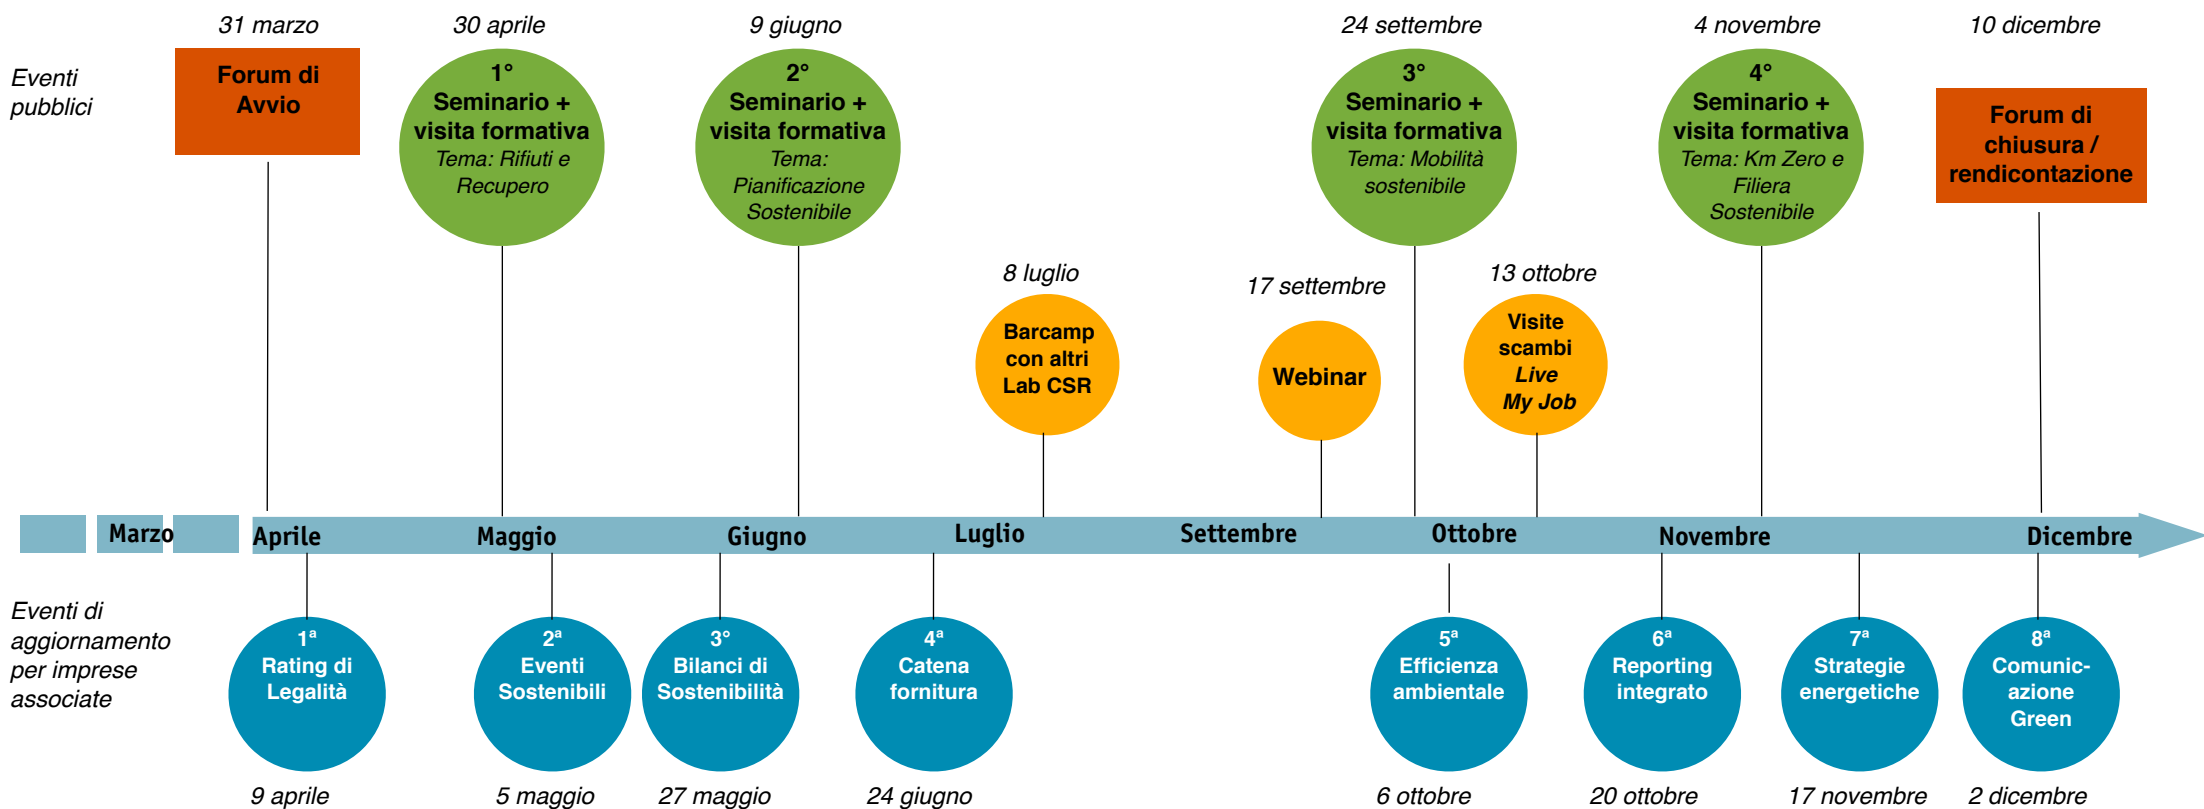 31 marzo
30 aprile
9 giugno
24 settembre
4 novembre
10 dicembre
Eventi
pubblici
Forum di
Avvio
1°
Seminario +
visita formativa
Tema: Rifiuti e
Recupero
2°
Seminario +
visita formativa
Tema:
Pianificazione
Sostenibile
3°
Seminario +
visita formativa
Tema: Mobilità
sostenibile
4°
Seminario +
visita formativa
Tema: Km Zero e
Filiera
Sostenibile
Forum di
chiusura /
rendicontazione
8 luglio
Barcamp
con altri
Lab CSR
17 settembre
Webinar
13 ottobre
Visite
scambi
Live
My Job
Marzo
Aprile
Maggio
Giugno
Luglio
Settembre
Ottobre
Novembre
Dicembre
Eventi di
aggiornamento
per imprese
associate
1ª
Rating di
Legalità
2ª
Eventi
Sostenibili
3°
Bilanci di
Sostenibilità
4ª
Catena
fornitura
5ª
Efficienza
ambientale
6ª
Reporting
integrato
7ª
Strategie
energetiche
8ª
Comunic-
azione
Green
9 aprile
5 maggio
27 maggio
24 giugno
6 ottobre
20 ottobre
17 novembre
2 dicembre